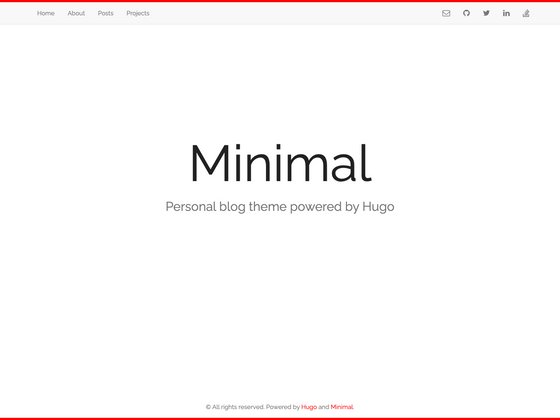 Home About Posts Projects
Minimal
Personal blog theme powered by Hugo
© All rights reserved. Powered by Hugo and Minimal.